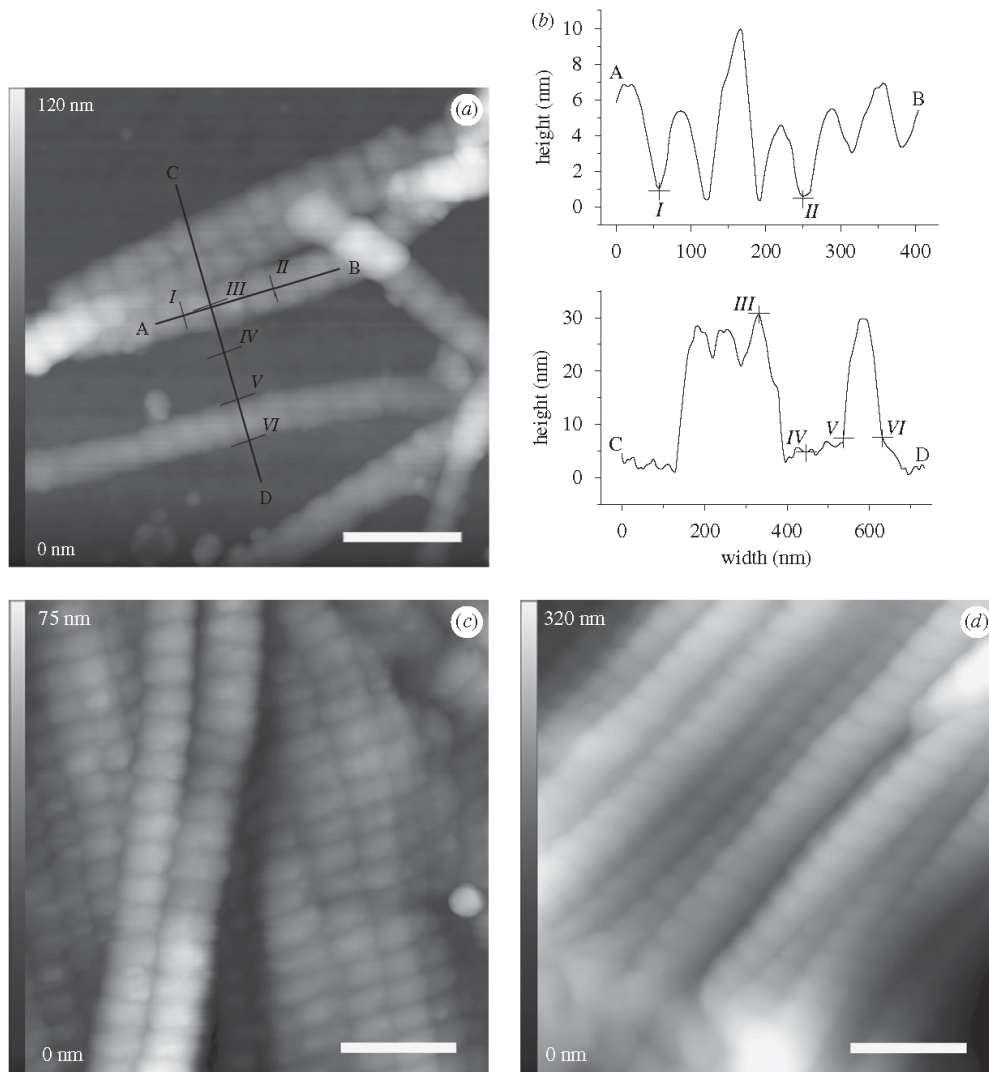 120 nm
(a)
C
I
III
II
B
A
IV
V
VI
D
0 nm
(b)
10
8
6
4
2
0
height (nm)
A
B
I
II
0
100
200
300
400
30
20
10
0
height (nm)
III
C
IV
V
VI
D
0
200
400
600
width (nm)
75 nm
(c)
0 nm
320 nm
(d)
0 nm